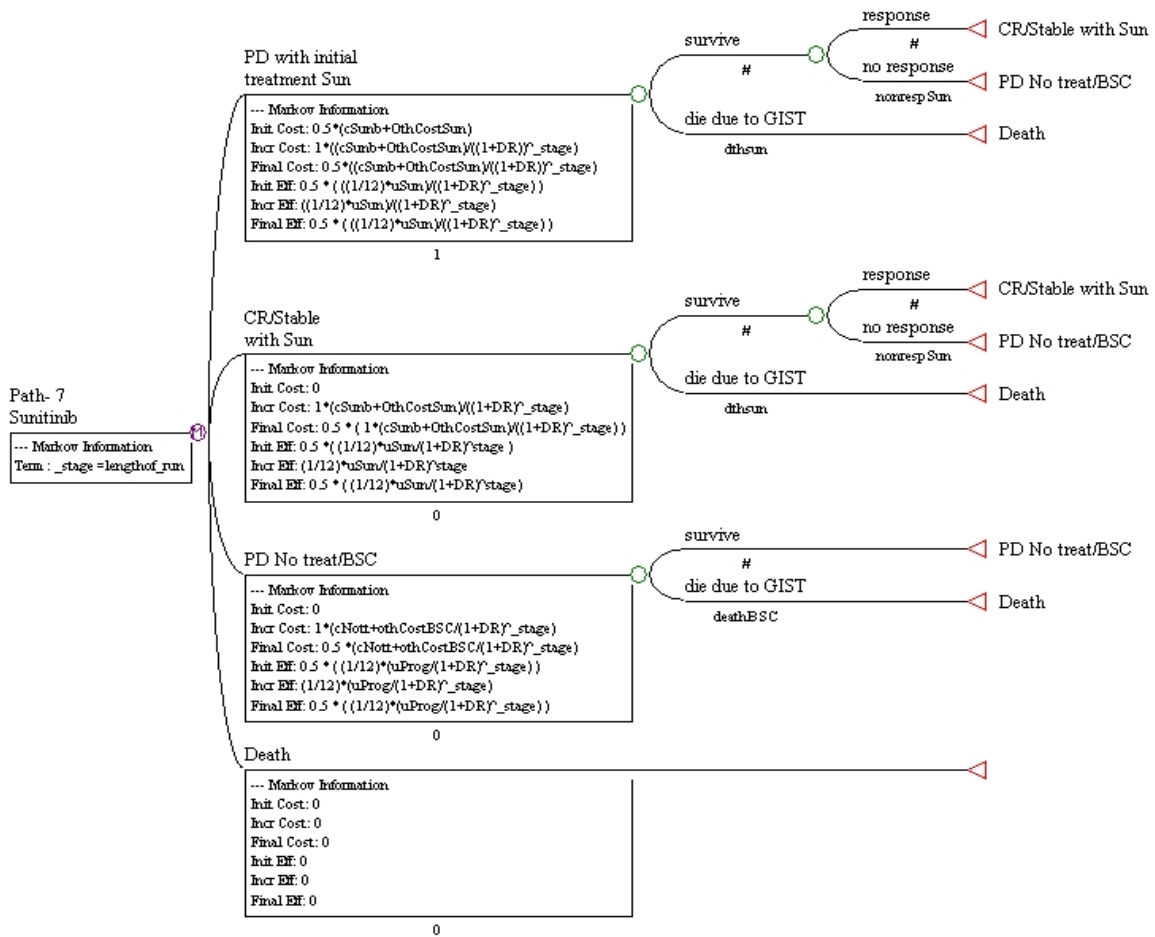 Path- 7
Sunitinib
--- Markov Information
Term : _stage =lengthof_run
PD with initial
treatment Sun
--- Markov Information
Init Cost: 0.5*(cSunb+OthCostSun)
Incr Cost: 1*((cSunb+OthCostSun)/((1+DR))^_stage)
Final Cost: 0.5*((cSunb+OthCostSun)/((1+DR))^_stage)
Init Eff: 0.5 * ( ((1/12)*uSun)/((1+DR)^_stage) )
Incr Eff: ((1/12)*uSun)/((1+DR)^_stage)
Final Eff: 0.5 * ( ((1/12)*uSun)/((1+DR)^_stage) )
1
survive
#
response
#
CR/Stable with Sun
no response
nonrespSun
PD No treat/BSC
die due to GIST
dthsun
Death
CR/Stable
with Sun
--- Markov Information
Init Cost: 0
Incr Cost: 1*(cSunb+OthCostSun)/((1+DR)^_stage)
Final Cost: 0.5 * ( 1*(cSunb+OthCostSun)/((1+DR)^_stage) )
Init Eff: 0.5 * ( (1/12)*uSun/(1+DR)^stage )
Incr Eff: (1/12)*uSun/(1+DR)^stage
Final Eff: 0.5 * ( (1/12)*uSun/(1+DR)^stage)
0
survive
#
response
#
CR/Stable with Sun
no response
nonrespSun
PD No treat/BSC
die due to GIST
dthsun
Death
PD No treat/BSC
--- Markov Information
Init Cost: 0
Incr Cost: 1*(cNott+othCostBSC/(1+DR)^_stage)
Final Cost: 0.5 *(cNott+othCostBSC/(1+DR)^_stage)
Init Eff: 0.5 * ( (1/12)*(uProg/(1+DR)^_stage) )
Incr Eff: (1/12)*(uProg/(1+DR)^_stage)
Final Eff: 0.5 * ( (1/12)*(uProg/(1+DR)^_stage) )
0
survive
#
PD No treat/BSC
die due to GIST
deathBSC
Death
Death
--- Markov Information
Init Cost: 0
Incr Cost: 0
Final Cost: 0
Init Eff: 0
Incr Eff: 0
Final Eff: 0
0